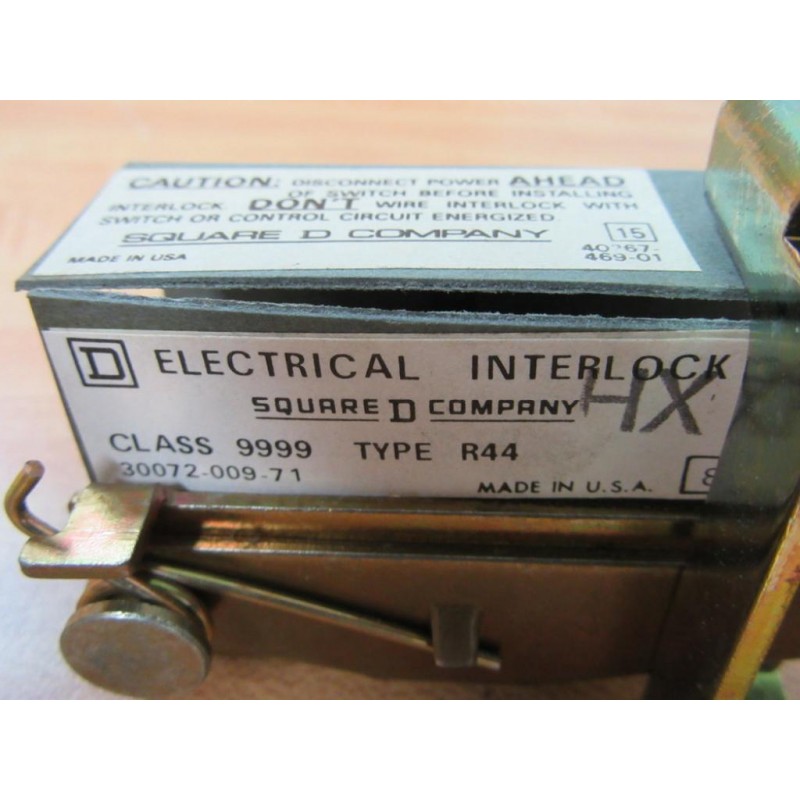 CAUTION: DISCONNECT POWER AHEAD
OF SWITCH BEFORE INSTALLING
INTERLOCK. DON'T WIRE INTERLOCK WITH
SWITCH OR CONTROL CIRCUIT ENERGIZED.
SQUARE D COMPANY
15
MADE IN USA
469-01
D ELECTRICAL INTERLOCK
SQUARE D COMPANY
HX
CLASS 9999 TYPE R44
30072-009-71
MADE IN U.S.A.
8